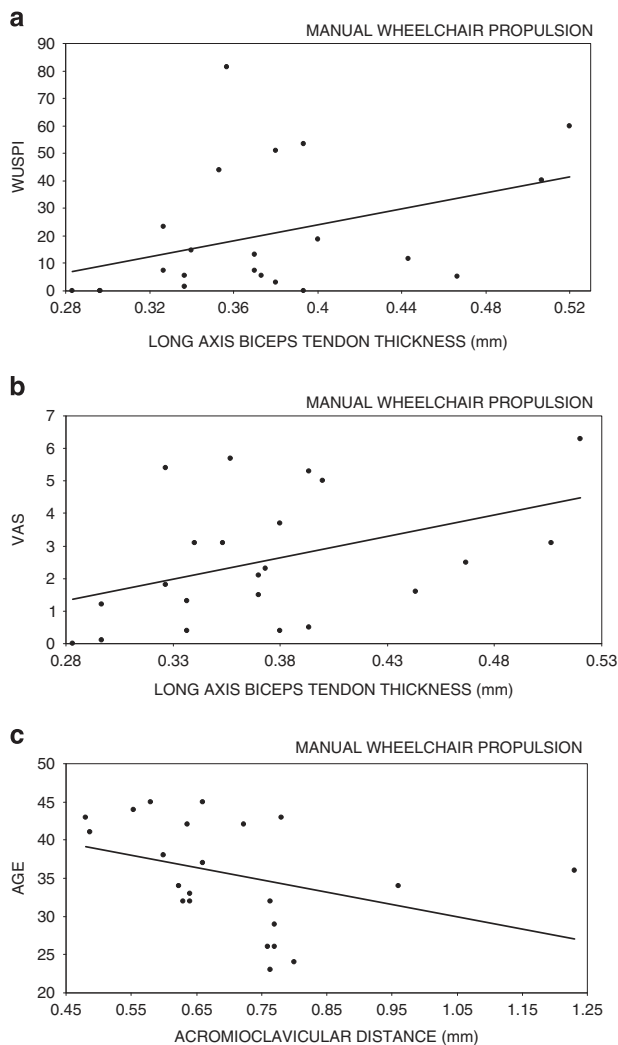 a
MANUAL WHEELCHAIR PROPULSION
90
80
70
60
50
40
30
20
10
0
WUSPI
0.28 0.32 0.36 0.4 0.44 0.48 0.52
LONG AXIS BICEPS TENDON THICKNESS (mm)
b
MANUAL WHEELCHAIR PROPULSION
7
6
5
4
3
2
1
0
VAS
0.28 0.33 0.38 0.43 0.48 0.53
LONG AXIS BICEPS TENDON THICKNESS (mm)
c
MANUAL WHEELCHAIR PROPULSION
50
45
40
35
30
25
20
AGE
0.45 0.55 0.65 0.75 0.85 0.95 1.05 1.15 1.25
ACROMIOCLAVICULAR DISTANCE (mm)